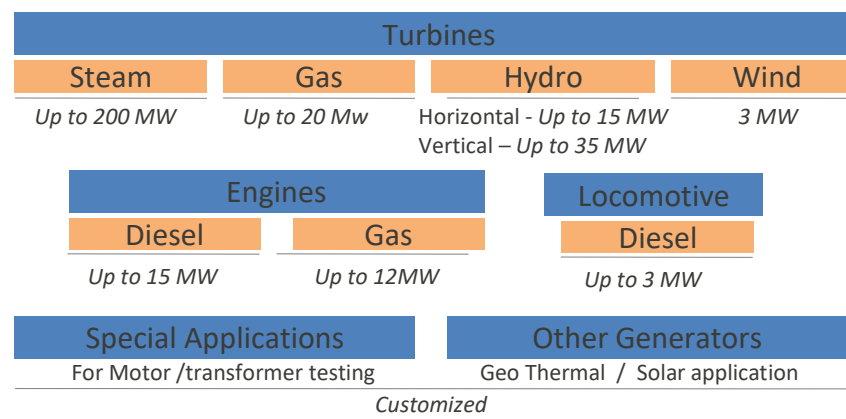 Turbines
Steam Gas Hydro Wind
Up to 200 MW Up to 20 Mw Horizontal - Up to 15 MW 3 MW
Vertical – Up to 35 MW
Engines Locomotive
Diesel Gas Diesel
Up to 15 MW Up to 12MW Up to 3 MW
Special Applications Other Generators
For Motor /transformer testing Geo Thermal / Solar application
Customized